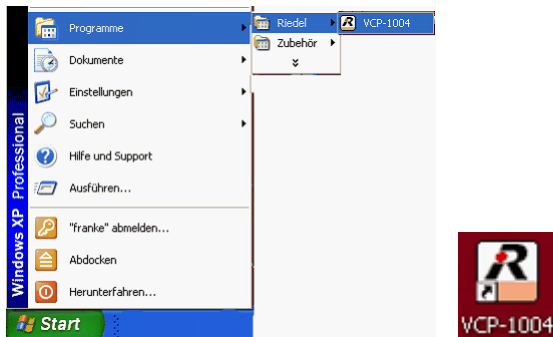 Programme
Riedel
VCP-1004
Zubehör
Dokumente
Einstellungen
Suchen
Hilfe und Support
Ausführen...
"franke" abmelden...
Abdocken
Herunterfahren...
Windows XP Professional
Start
R
VCP-1004